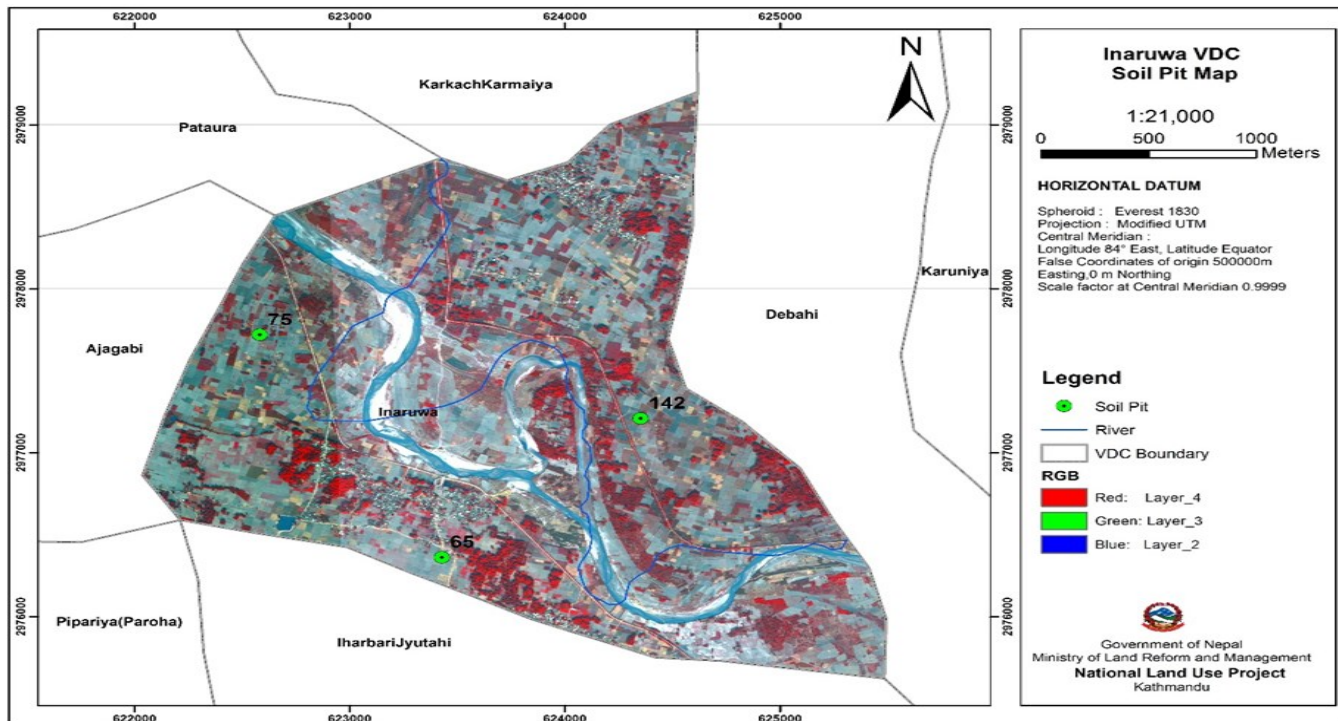 622000 623000 624000 625000
2979000 2979000
2978000 2978000
2977000 2977000
2976000 2976000
622000 623000 624000 625000
N
KarkachKarmaiya
Pataura
Karuniya
Debahi
Ajagabi
75
142
Inaruwa
65
Pipariya(Paroha)
IharbariJyutahi
Inaruwa VDC
Soil Pit Map
1:21,000
0 500 1000
Meters
HORIZONTAL DATUM
Spheroid : Everest 1830
Projection : Modified UTM
Central Meridian :
Longitude 84° East, Latitude Equator
False Coordinates of origin 500000m
Easting,0 m Northing
Scale factor at Central Meridian 0.9999
Legend
Soil Pit
River
VDC Boundary
RGB
Red: Layer_4
Green: Layer_3
Blue: Layer_2
Government of Nepal
Ministry of Land Reform and Management
National Land Use Project
Kathmandu